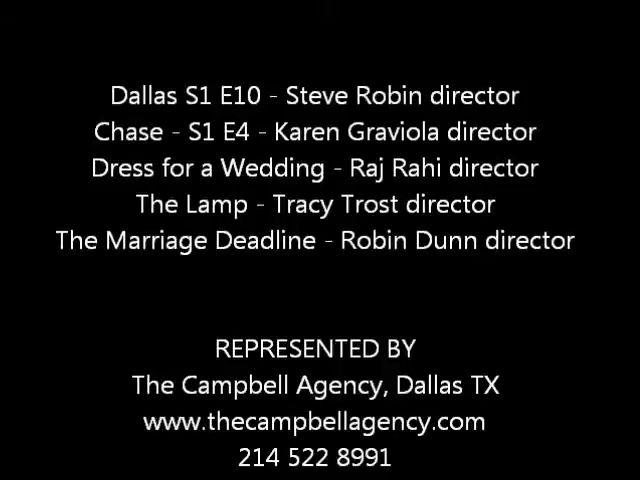 Dallas S1 E10 - Steve Robin director
Chase - S1 E4 - Karen Graviola director
Dress for a Wedding - Raj Rahi director
The Lamp - Tracy Trost director
The Marriage Deadline - Robin Dunn director
REPRESENTED BY
The Campbell Agency, Dallas TX
www.thecampbellagency.com
214 522 8991